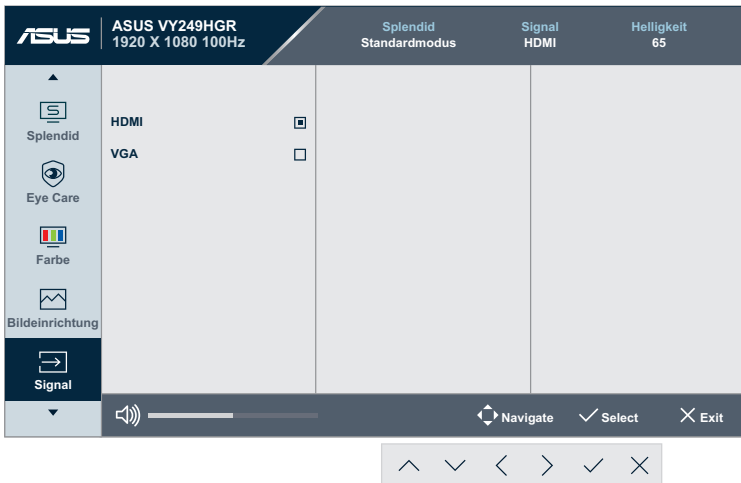 ASUS
ASUS VY249HGR
1920 X 1080 100Hz
Splendid
Standardmodus
Signal
HDMI
Helligkeit
65
Splendid
Eye Care
Farbe
Bildeinrichtung
Signal
HDMI
VGA
Navigate
Select
Exit